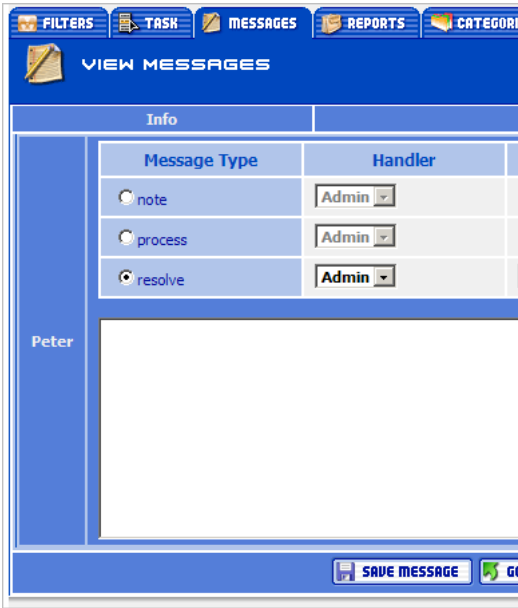 FILTERS TASK MESSAGES REPORTS
VIEW MESSAGES
Info
Message Type Handler
note Admin
process Admin
resolve Admin
Peter
SAVE MESSAGE